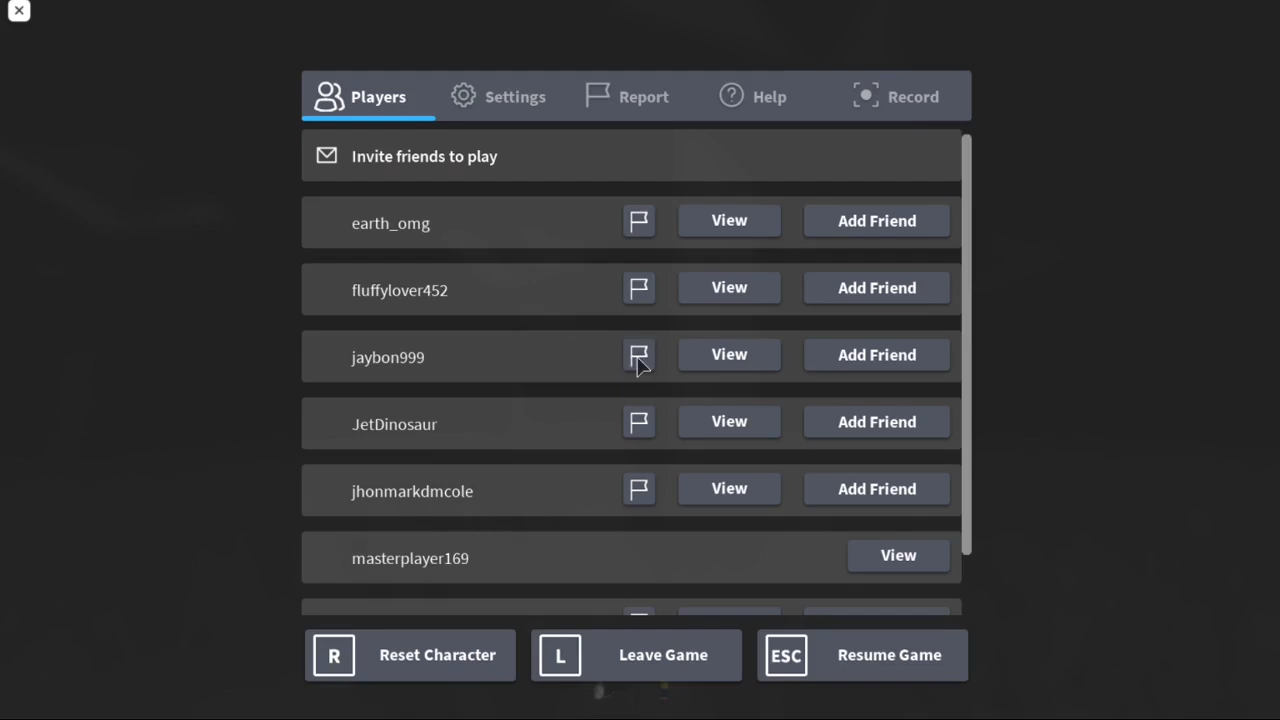 Players Settings Report Help Record
Invite friends to play
earth_omg View Add Friend
fluffylover452 View Add Friend
jaybon999 View Add Friend
JetDinosaur View Add Friend
jhonmarkdmcole View Add Friend
masterplayer169 View
R Reset Character L Leave Game ESC Resume Game